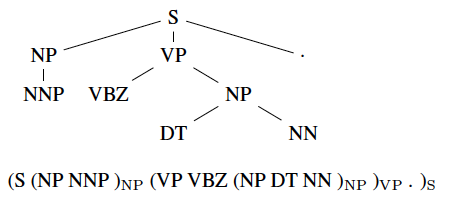 S
NP VP .
NNP VBZ NP
DT NN
(S (NP NNP )NP (VP VBZ (NP DT NN )NP )VP . )S